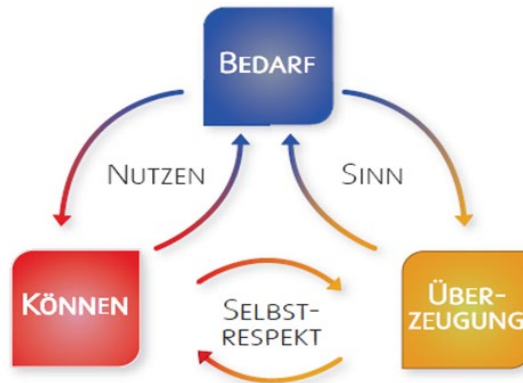 BEDARF
NUTZEN
SINN
KÖNNEN
SELBST-
RESPEKT
ÜBER-
ZEUGUNG